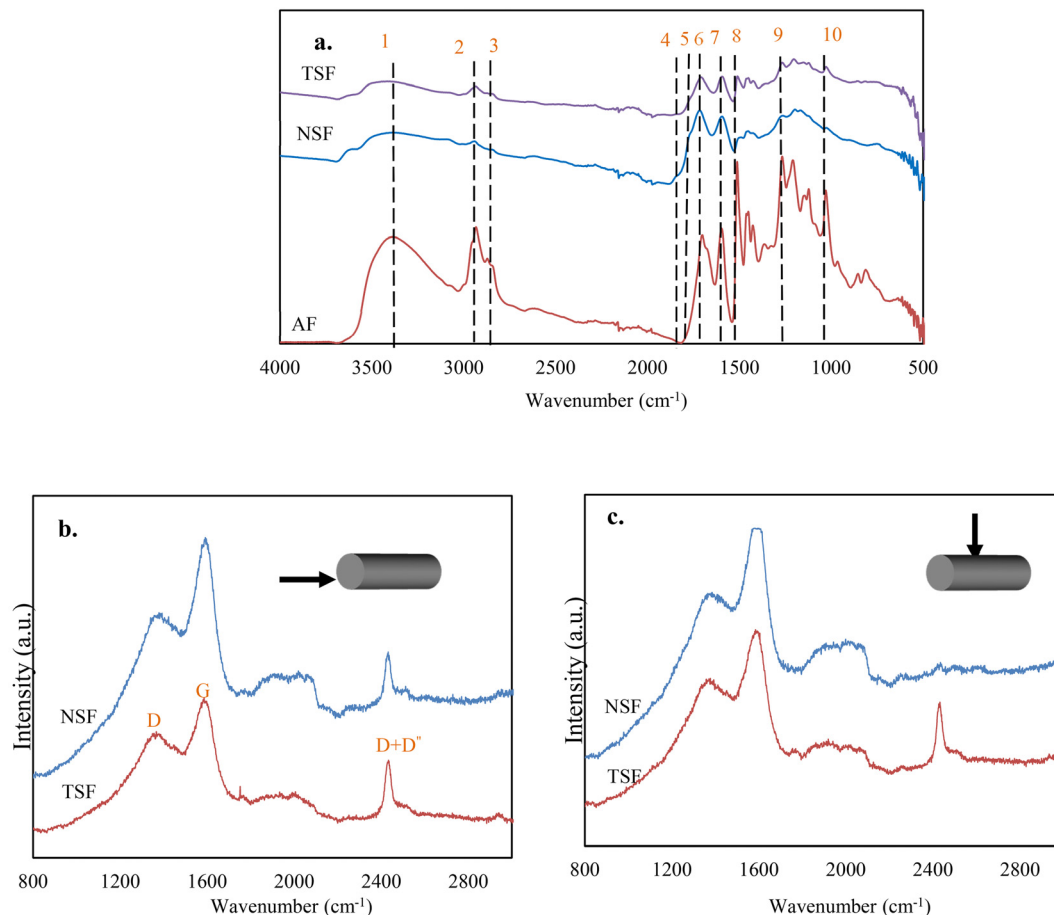 a.
1 2 3 4 5 6 7 8 9 10
TSF
NSF
AF
4000 3500 3000 2500 2000 1500 1000 500
Wavenumber (cm-1)
b.
Intensity (a.u.)
NSF
G
D
D+D"
TSF
800 1200 1600 2000 2400 2800
Wavenumber (cm-1)
c.
Intensity (a.u.)
NSF
TSF
800 1200 1600 2000 2400 2800
Wavenumber (cm-1)